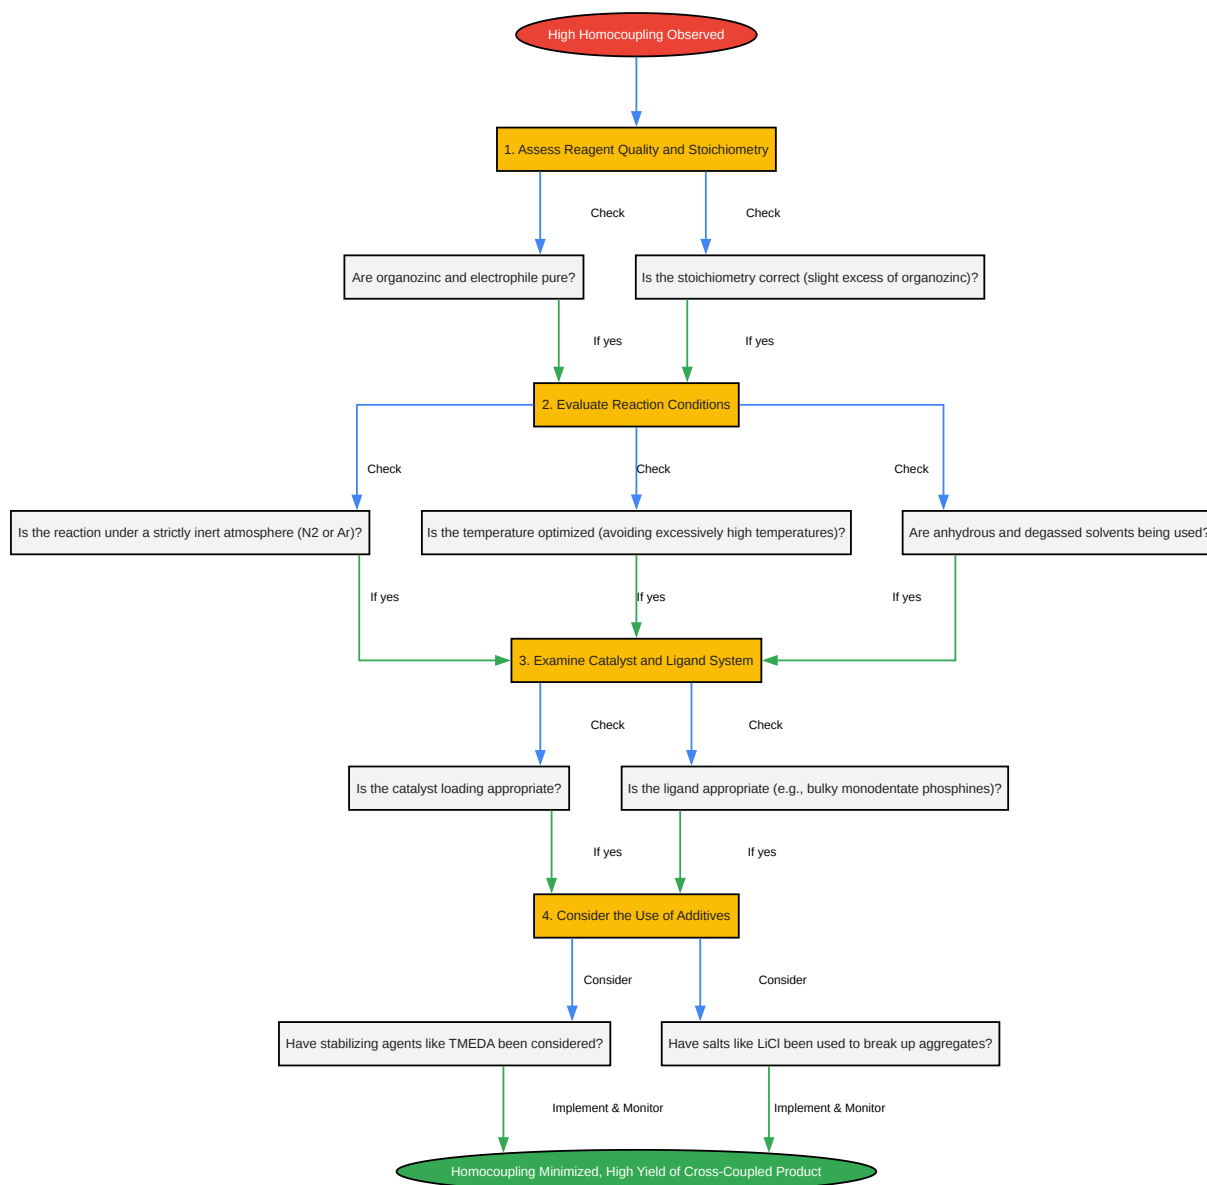 High Homocoupling Observed
1. Assess Reagent Quality and Stoichiometry
Check
Check
Are organozinc and electrophile pure?
Is the stoichiometry correct (slight excess of organozinc)?
If yes
If yes
2. Evaluate Reaction Conditions
Check
Check
Check
Is the reaction under a strictly inert atmosphere (N2 or Ar)?
Is the temperature optimized (avoiding excessively high temperatures)?
Are anhydrous and degassed solvents being used?
If yes
If yes
If yes
3. Examine Catalyst and Ligand System
Check
Check
Is the catalyst loading appropriate?
Is the ligand appropriate (e.g., bulky monodentate phosphines)?
If yes
If yes
4. Consider the Use of Additives
Consider
Consider
Have stabilizing agents like TMEDA been considered?
Have salts like LiCl been used to break up aggregates?
Implement & Monitor
Implement & Monitor
Homocoupling Minimized, High Yield of Cross-Coupled Product